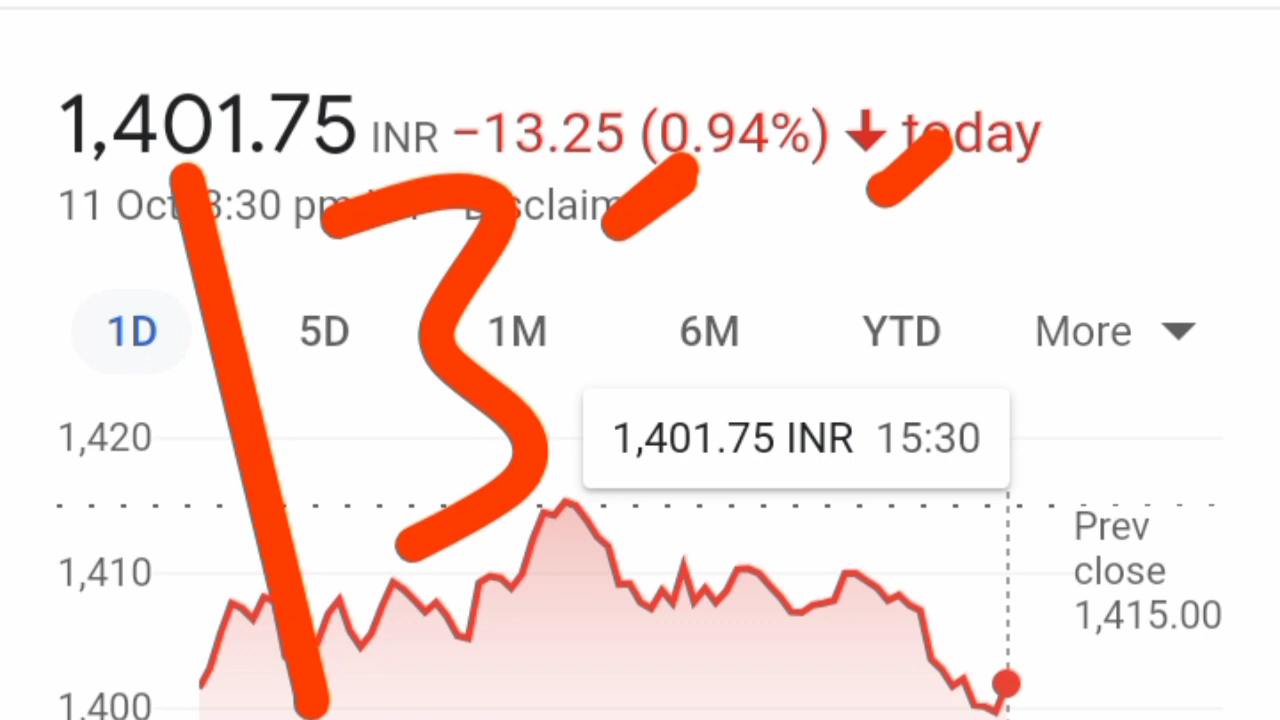 1,401.75 INR −13.25 (0.94%) ↓ today
11 Oct 3:30 pm
1D 5D 1M 6M YTD More
1,401.75 INR 15:30
1,420
1,410
1,400
Prev
close
1,415.00
13